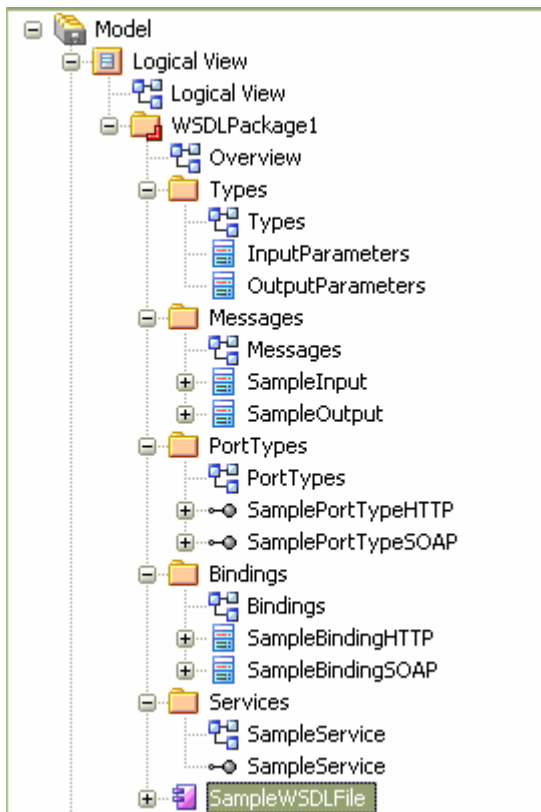 Model
Logical View
Logical View
WSDLPackage1
Overview
Types
Types
InputParameters
OutputParameters
Messages
Messages
SampleInput
SampleOutput
PortTypes
PortTypes
SamplePortTypeHTTP
SamplePortTypeSOAP
Bindings
Bindings
SampleBindingHTTP
SampleBindingSOAP
Services
SampleService
SampleService
SampleWSDLFile